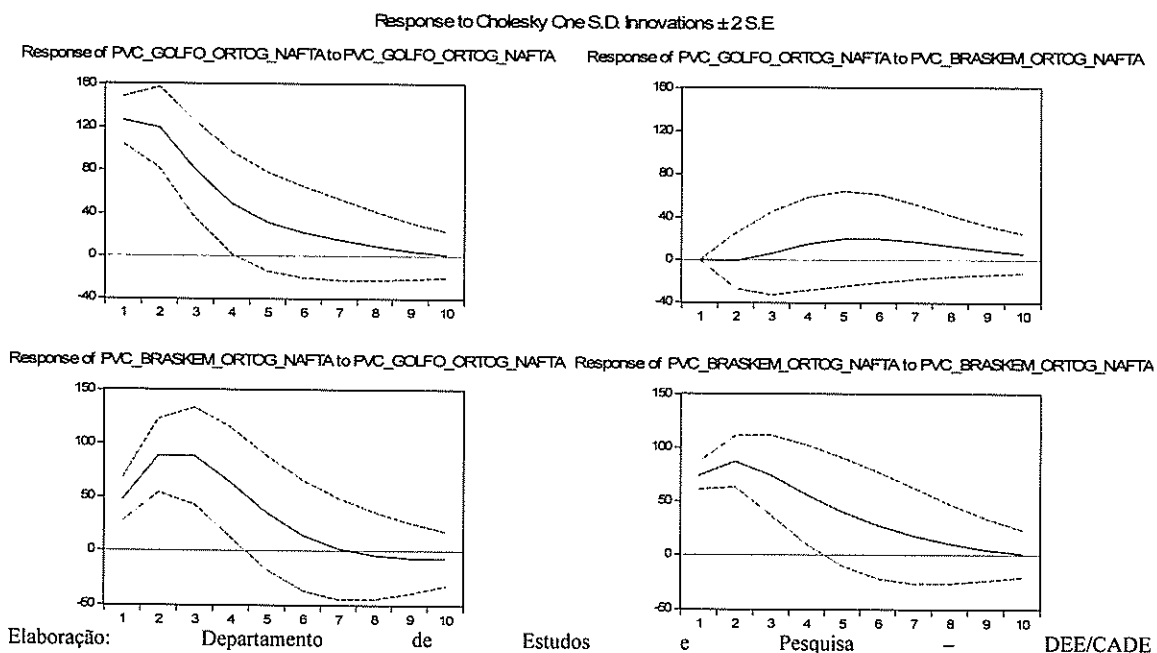 Response to Cholesky One S.D. Innovations ± 2 S.E.
Response of PVC_GOLFO_ORTOG_NAFTA to PVC_GOLFO_ORTOG_NAFTA
Response of PVC_GOLFO_ORTOG_NAFTA to PVC_BRASKEM_ORTOG_NAFTA
160
120
80
40
0
-40
1 2 3 4 5 6 7 8 9 10
160
120
80
40
0
-40
1 2 3 4 5 6 7 8 9 10
Response of PVC_BRASKEM_ORTOG_NAFTA to PVC_GOLFO_ORTOG_NAFTA
Response of PVC_BRASKEM_ORTOG_NAFTA to PVC_BRASKEM_ORTOG_NAFTA
150
100
50
0
-50
1 2 3 4 5 6 7 8 9 10
150
100
50
0
-50
1 2 3 4 5 6 7 8 9 10
Elaboração: Departamento de Estudos e Pesquisa – DEE/CADE